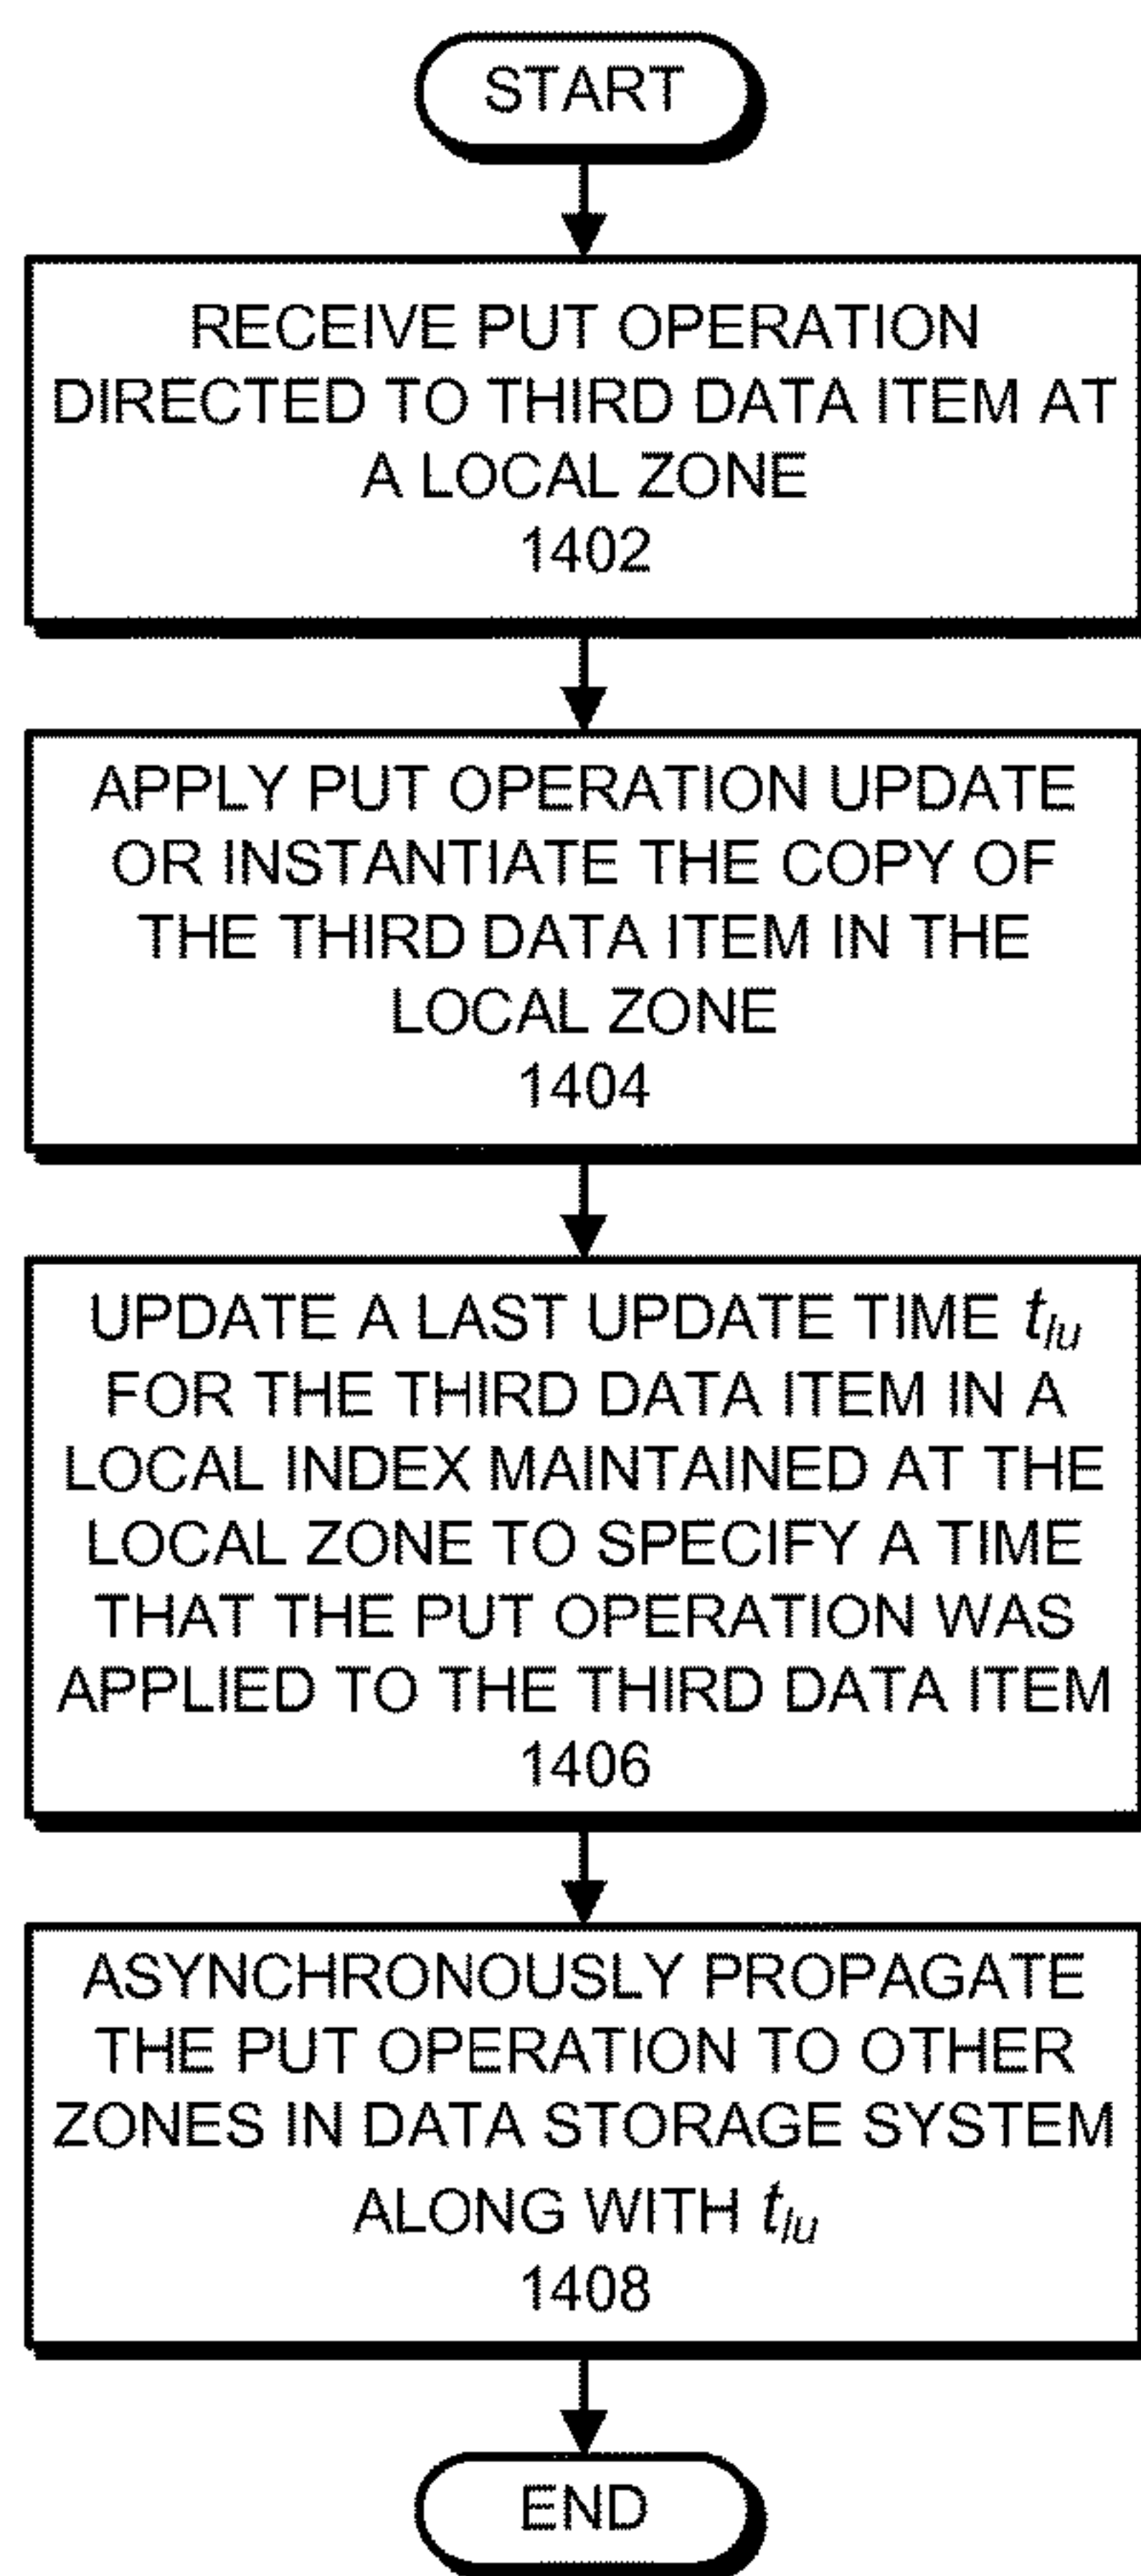 START
RECEIVE PUT OPERATION
DIRECTED TO THIRD DATA ITEM AT
A LOCAL ZONE
1402
APPLY PUT OPERATION UPDATE
OR INSTANTIATE THE COPY OF
THE THIRD DATA ITEM IN THE
LOCAL ZONE
1404
UPDATE A LAST UPDATE TIME t_lu
FOR THE THIRD DATA ITEM IN A
LOCAL INDEX MAINTAINED AT THE
LOCAL ZONE TO SPECIFY A TIME
THAT THE PUT OPERATION WAS
APPLIED TO THE THIRD DATA ITEM
1406
ASYNCHRONOUSLY PROPAGATE
THE PUT OPERATION TO OTHER
ZONES IN DATA STORAGE SYSTEM
ALONG WITH t_lu
1408
END